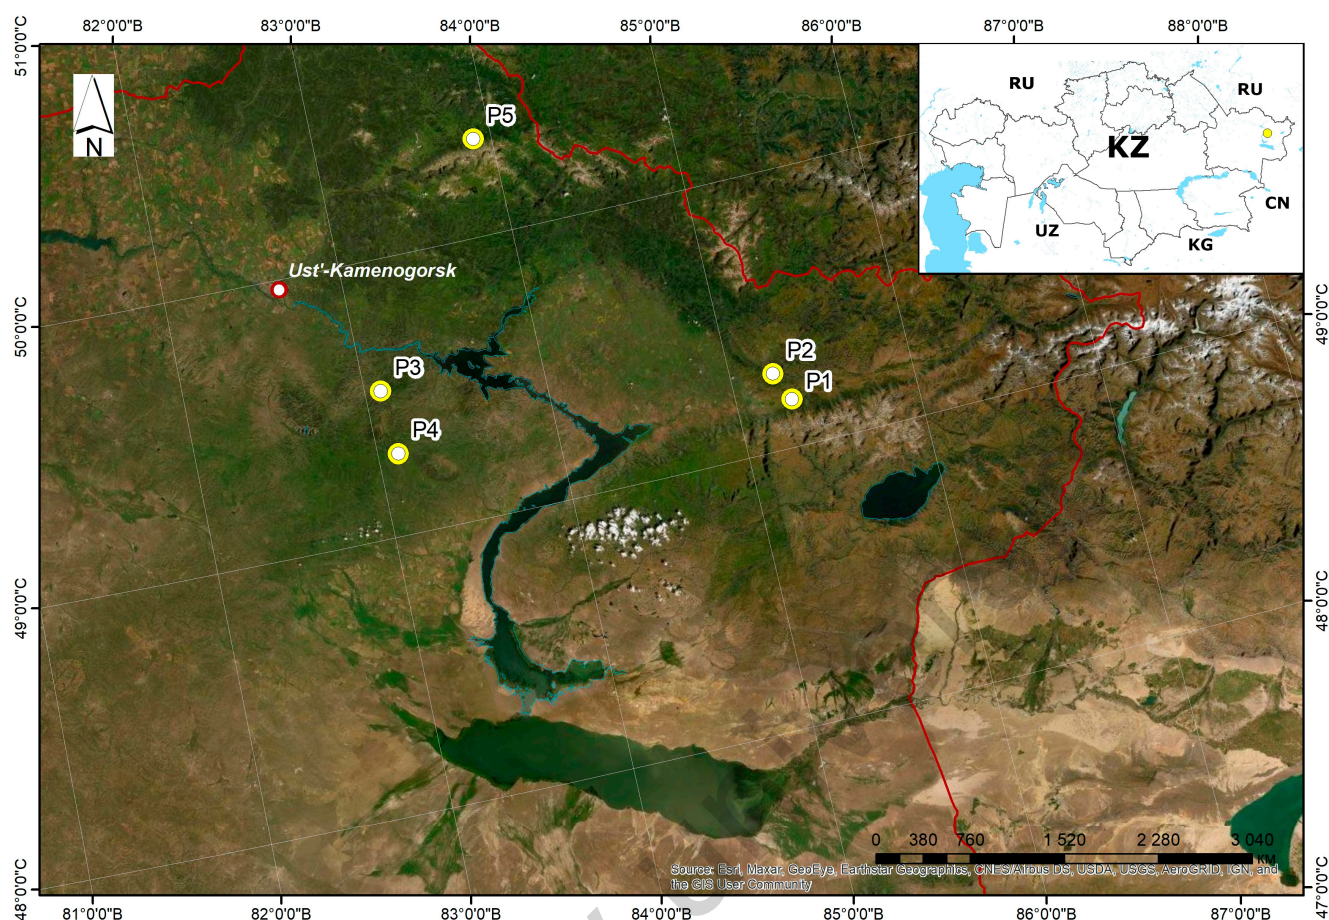 82°0'0"В 83°0'0"В 84°0'0"В 85°0'0"В 86°0'0"В 87°0'0"В 88°0'0"В
51°0'0"С
N
P5
RU
RU
KZ
CN
UZ
KG
Ust'-Kamenogorsk
50°0'0"С
49°0'0"С
P2
P3
P1
P4
49°0'0"С
48°0'0"С
0 380 760 1 520 2 280 3 040
КМ
Source: Esri, Maxar, GeoEye, Earthstar Geographics, CNES/Airbus DS, USDA, USGS, AeroGRID, IGN, and
the GIS User Community
48°0'0"С
47°0'0"С
81°0'0"В 82°0'0"В 83°0'0"В 84°0'0"В 85°0'0"В 86°0'0"В 87°0'0"В